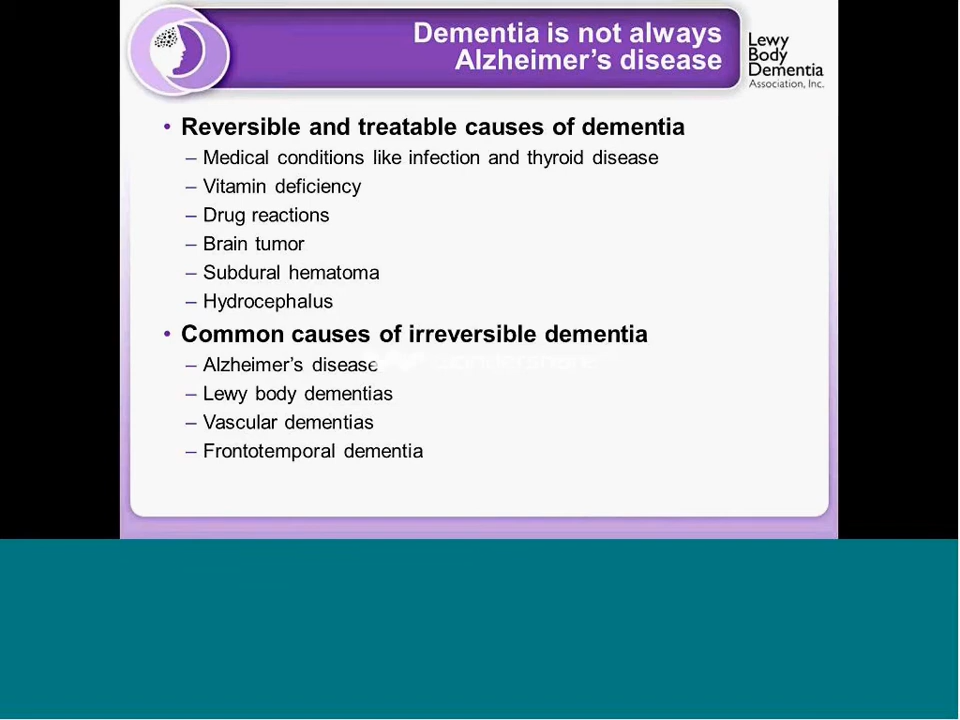 Dementia is not always
Alzheimer's disease
Lewy
Body
Dementia
Association, Inc.
• Reversible and treatable causes of dementia
– Medical conditions like infection and thyroid disease
– Vitamin deficiency
– Drug reactions
– Brain tumor
– Subdural hematoma
– Hydrocephalus
• Common causes of irreversible dementia
– Alzheimer's disease
– Lewy body dementias
– Vascular dementias
– Frontotemporal dementia